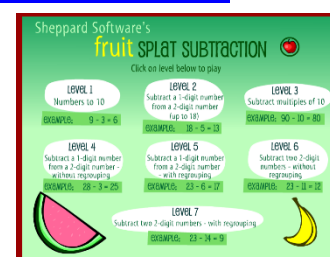 Sheppard Software's
fruit SPLAT SUBTRACTION
Click on level below to play
LEVEL 1
Numbers to 10
EXAMPLE: 9 - 3 = 6
LEVEL 2
Subtract a 1-digit number
from a 2-digit number
(up to 18)
EXAMPLE: 18 - 5 = 13
LEVEL 3
Subtract multiples of 10
EXAMPLE: 90 - 10 = 80
LEVEL 4
Subtract a 1-digit number
from a 2-digit number
- without regrouping
EXAMPLE: 28 - 3 = 25
LEVEL 5
Subtract a 1-digit number
from a 2-digit number
- with regrouping
EXAMPLE: 23 - 6 = 17
LEVEL 6
Subtract two 2-digit
numbers - without
regrouping
EXAMPLE: 23 - 11 = 12
LEVEL 7
Subtract two 2-digit numbers - with regrouping
EXAMPLE: 23 - 14 = 9